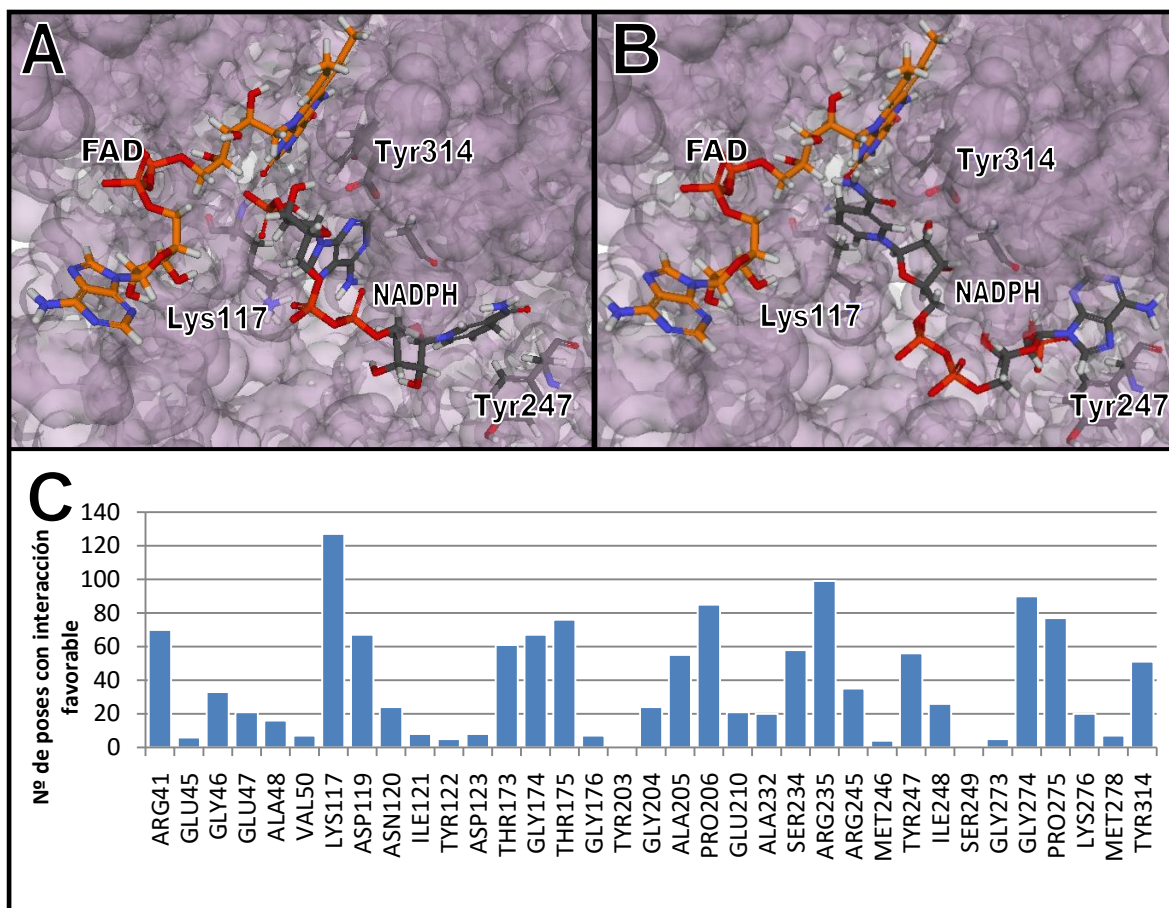 A
FAD
Tyr314
Lys117
NADPH
Tyr247
B
FAD
Tyr314
Lys117
NADPH
Tyr247
C
Nº de poses con interacción
favorable
140
120
100
80
60
40
20
0
ARG41
GLU45
GLY46
GLU47
ALA48
VAL50
LYS117
ASP119
ASN120
ILE121
TYR122
ASP123
THR173
GLY174
THR175
GLY176
TYR203
GLY204
ALA205
PRO206
GLU210
ALA232
SER234
ARG235
ARG245
MET246
TYR247
ILE248
SER249
GLY273
GLY274
PRO275
LYS276
MET278
TYR314